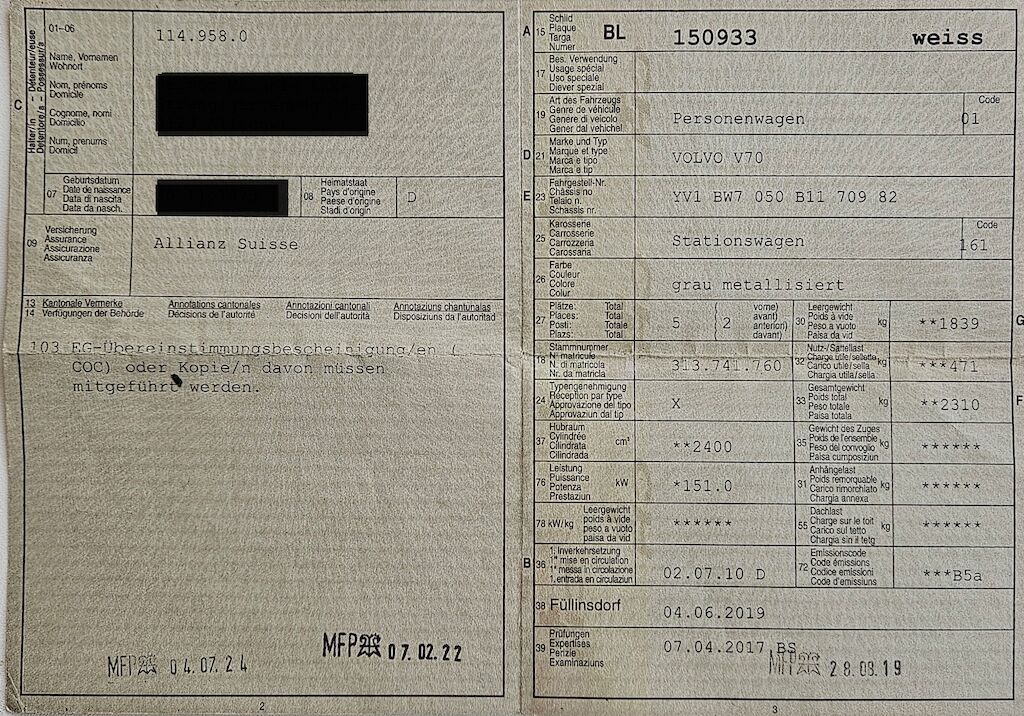 C
Halter/in - Détenteur/euse
Detentore/a - Possessur/a
01–06
114.958.0
Name, Vornamen
Wohnort
Nom, prénoms
Domicile
Cognome, nomi
Domicilio
Num, prenums
Domicil
07
Geburtsdatum
Date de naissance
Data di nascita
Data da nasch.
08
Heimatstaat
Pays d'origine
Paese d'origine
Stadi d'origin
D
09
Versicherung
Assurance
Assicurazione
Assicuranza
Allianz Suisse
13 Kantonale Vermerke Annotations cantonales Annotazioni cantonali Annotaziuns chantunalas
14 Verfügungen der Behörde Décisions de l'autorité Decisioni dell'autorità Disposiziuns da l'autoritad
103 EG-Übereinstimmungsbescheinigung/en (
COC) oder Kopie/n davon müssen
mitgeführt werden.
MFP 04.07.24
MFP 07.02.22
2
A 15
Schild
Plaque
Targa
Numer
BL 150933 weiss
17
Bes. Verwendung
Usage spécial
Uso speciale
Diever spezial
19
Art des Fahrzeugs
Genre de véhicule
Genere di veicolo
Gener dal vehichel
Personenwagen
Code
01
D 21
Marke und Typ
Marque et type
Marca e tipo
Marca e tip
VOLVO V70
E 23
Fahrgestell-Nr.
Châssis no
Telaio n.
Schassis nr.
YV1 BW7 050 B11 709 82
25
Karosserie
Carrosserie
Carrozzeria
Carossaria
Stationswagen
Code
161
26
Farbe
Couleur
Colore
Colur
grau metallisiert
27
Plätze: Total
Places: Total
Posti: Totale
Plazs: Total
5 (2
vorne)
avant)
anteriori)
davant)
30
Leergewicht
Poids à vide
Peso a vuoto
Paisa da vid
kg
**1839
G
18
Stammnummer
N° matricule
N. di matricola
Nr. da matricla
313.741.760
32
Nutz-/Sattellast
Charge utile/sellette
Carico utile/sella
Chargia utila/sella
kg
***471
24
Typengenehmigung
Réception par type
Approvazione del tipo
Approvaziun dal tip
X
33
Gesamtgewicht
Poids total
Peso totale
Paisa totala
kg
**2310
F
37
Hubraum
Cylindrée
Cilindrata
Cilindrada
cm³
**2400
35
Gewicht des Zuges
Poids de l'ensemble
Peso del convoglio
Paisa cumposiziun
kg
******
76
Leistung
Puissance
Potenza
Prestaziun
kW
*151.0
31
Anhängelast
Poids remorquable
Carico rimorchiato
Chargia annexa
kg
******
78 kW/kg
Leergewicht
poids à vide
peso a vuoto
paisa da vid
******
55
Dachlast
Charge sur le toit
Carico sul tetto
Chargia sin il tetg
kg
******
B 36
1. Inverkehrsetzung
1re mise en circulation
1a messa in circolazione
1. entrada en circulaziun
02.07.10 D
72
Emissionscode
Code émissions
Codice emissioni
Code d'emissiuns
***B5a
38 Füllinsdorf 04.06.2019
39
Prüfungen
Expertises
Perizie
Examinaziuns
07.04.2017 BS
MFP 28.08.19
3